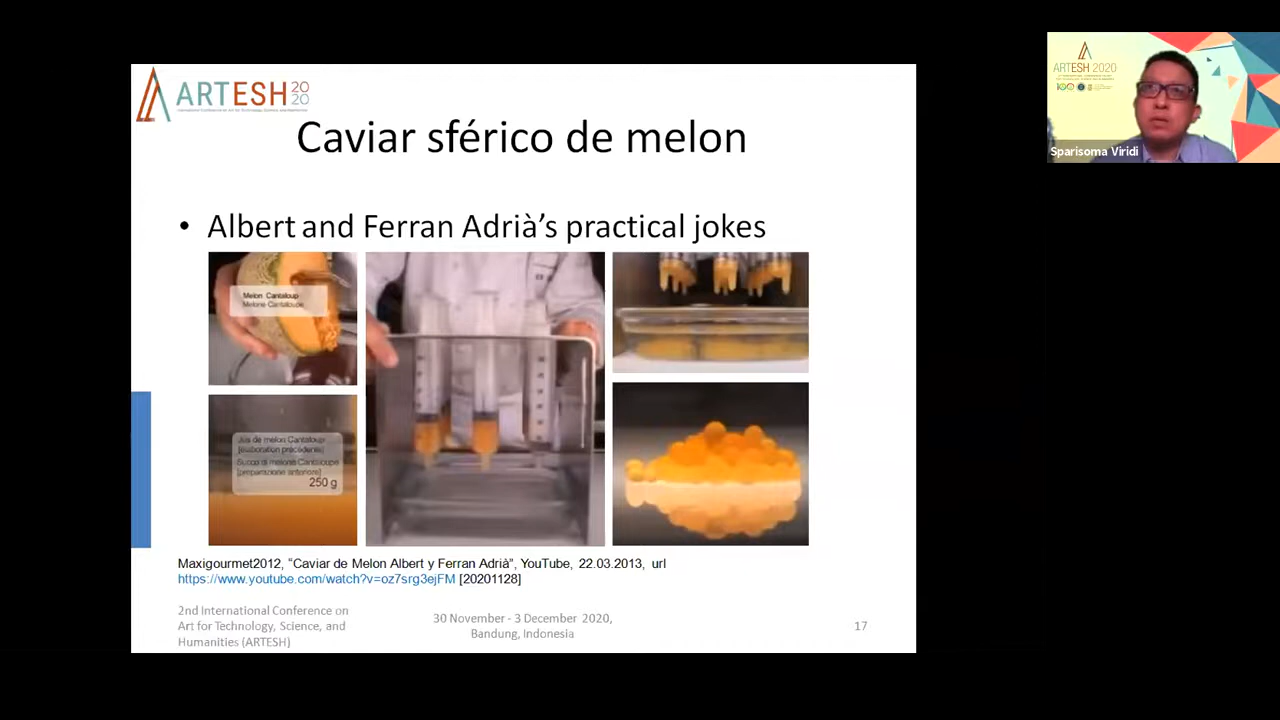 ARTESH 20
20
Caviar sférico de melon
• Albert and Ferran Adrià's practical jokes
Melon Cantaloup
Melone Cantaloupe
Jus de melon Cantaloup
[élaboration précédente]
Succo di melone Cantaloupe
[preparazione anteriore]
250 g
Maxigourmet2012, "Caviar de Melon Albert y Ferran Adrià", YouTube, 22.03.2013, url
https://www.youtube.com/watch?v=oz7srg3ejFM [20201128]
2nd International Conference on
Art for Technology, Science, and
Humanities (ARTESH)
30 November - 3 December 2020,
Bandung, Indonesia
17
ARTESH 2020
Sparisoma Viridi